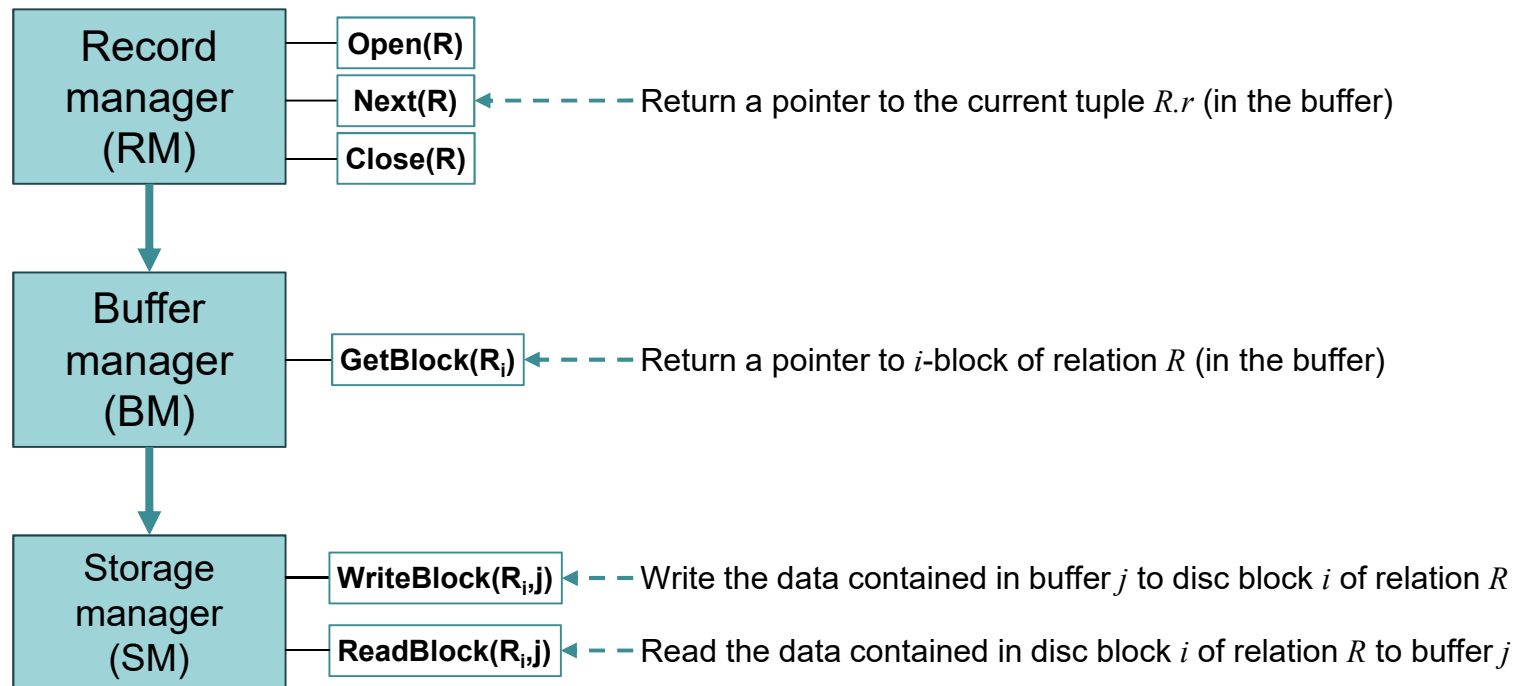 Record
manager
(RM)
Open(R)
Next(R)
Return a pointer to the current tuple R.r (in the buffer)
Close(R)
Buffer
manager
(BM)
GetBlock(Ri)
Return a pointer to i-block of relation R (in the buffer)
Storage
manager
(SM)
WriteBlock(Ri,j)
Write the data contained in buffer j to disc block i of relation R
ReadBlock(Ri,j)
Read the data contained in disc block i of relation R to buffer j